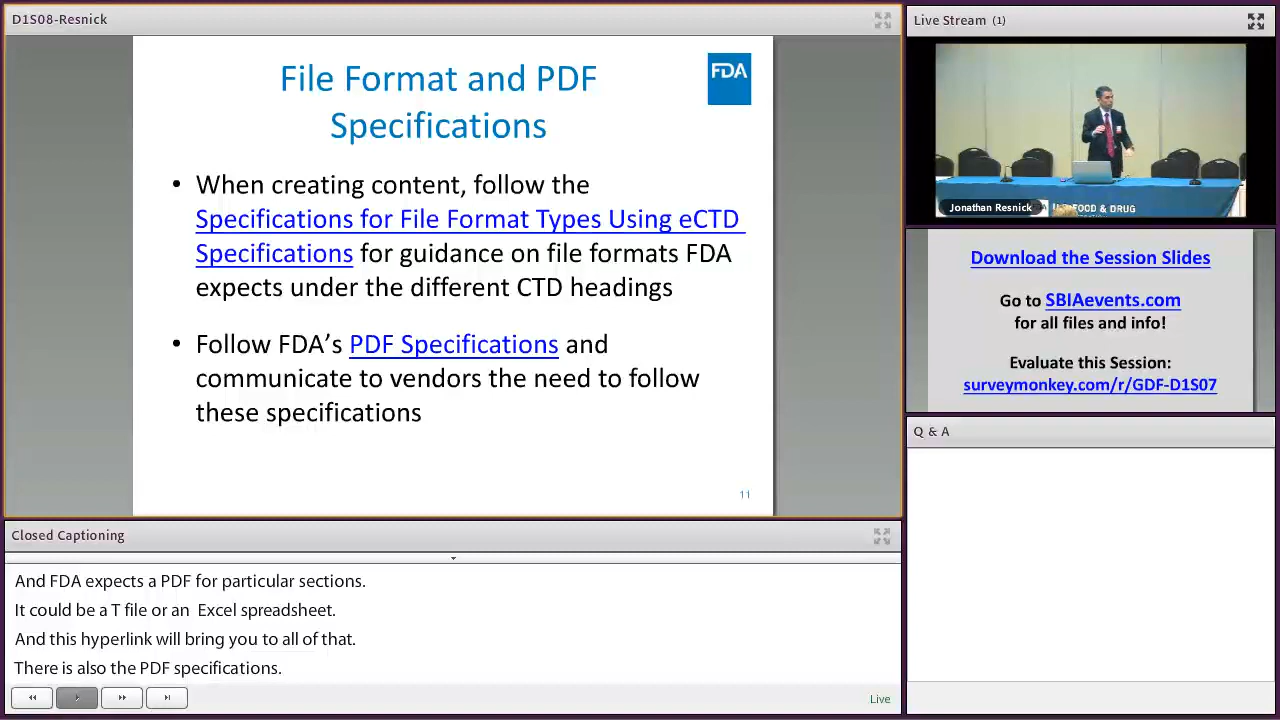 D1S08-Resnick
File Format and PDF
Specifications
FDA
• When creating content, follow the
Specifications for File Format Types Using eCTD
Specifications for guidance on file formats FDA
expects under the different CTD headings
• Follow FDA’s PDF Specifications and
communicate to vendors the need to follow
these specifications
11
Closed Captioning
And FDA expects a PDF for particular sections.
It could be a T file or an Excel spreadsheet.
And this hyperlink will bring you to all of that.
There is also the PDF specifications.
Live
Live Stream (1)
Jonathan Resnick
FOOD & DRUG
Download the Session Slides
Go to SBIAevents.com
for all files and info!
Evaluate this Session:
surveymonkey.com/r/GDF-D1S07
Q & A